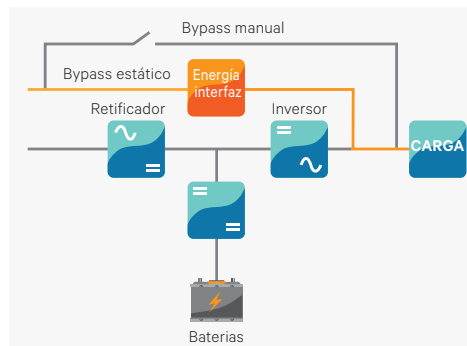 Bypass manual
Bypass estático
Energía
interfaz
Retificador
Inversor
CARGA
Baterias